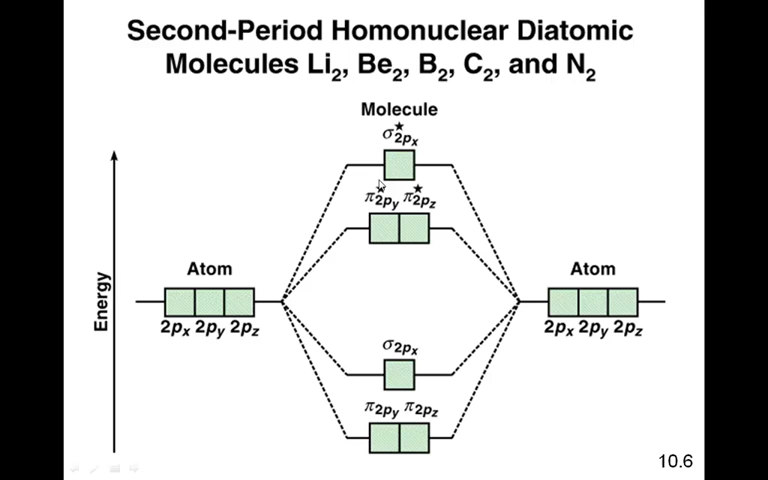 Second-Period Homonuclear Diatomic
Molecules Li₂, Be₂, B₂, C₂, and N₂
Molecule
σ★2pₓ
π★2py π★2pz
Atom
Atom
Energy
2pₓ 2py 2pz
2pₓ 2py 2pz
σ2pₓ
π2py π2pz
10.6